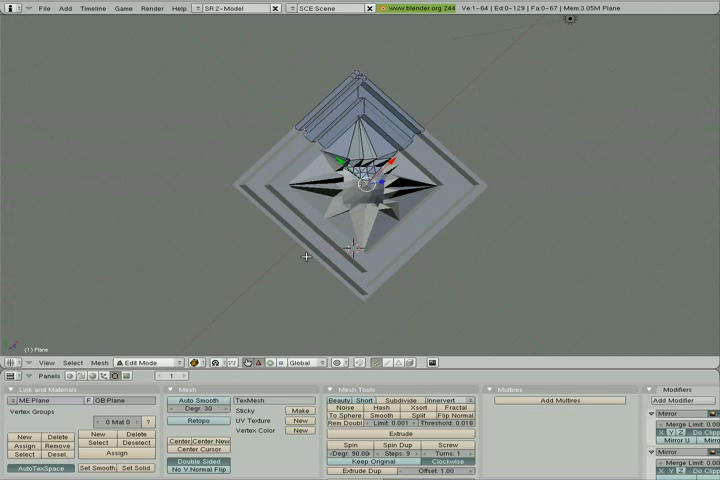 File Add Timeline Game Render Help SR:2-Model SCE:Scene www.blender.org 244 Ve:1-64 | Ed:0-129 | Fa:0-67 | Mem:3.05M Plane
(1) Plane
View Select Mesh Edit Mode Global
Panels 1
Link and Materials Mesh Mesh Tools Multires Modifiers
ME:Plane F OB:Plane
Vertex Groups
0 Mat 0 ?
New Delete New Delete
Assign Remove Select Deselect
Select Desel. Assign
AutoTexSpace Set Smooth Set Solid
Auto Smooth
Degr: 30
Retopo
TexMesh:
Sticky Make
UV Texture New
Vertex Color New
Center Center New
Center Cursor
Double Sided
No V.Normal Flip
Beauty Short Subdivide Innervert
Noise Hash Xsort Fractal
To Sphere Smooth Split Flip Normal
Rem Doubl Limit: 0.001 Threshold: 0.010
Extrude
Spin Spin Dup Screw
Degr: 90.00 Steps: 9 Turns: 1
Keep Original Clockwise
Extrude Dup Offset: 1.00
Add Multires
Add Modifier
Mirror
Merge Limit:
X Y Z Do Clipp
Mirror U Mirro
Mirror
Merge Limit:
X Y Z Do Clipp